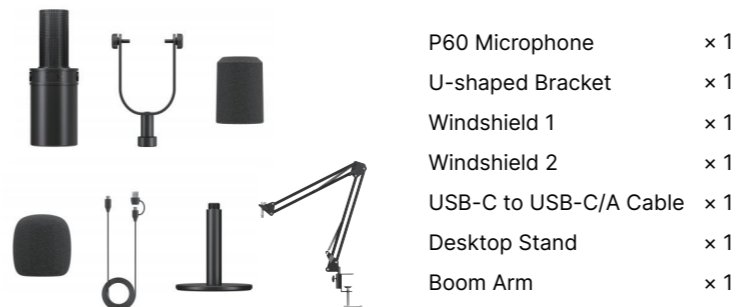 P60 Microphone × 1
U-shaped Bracket × 1
Windshield 1 × 1
Windshield 2 × 1
USB-C to USB-C/A Cable × 1
Desktop Stand × 1
Boom Arm × 1